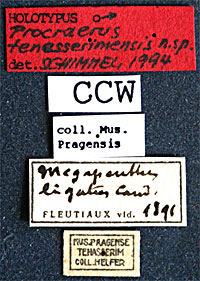 HOLOTYPUS ♂
Procraerus
tenasserimensis n.sp.
det. SCHIMMEL, 1994
CCW
coll. Mus.
Pragensis
Megapenthes
ligatus Cand.
FLEUTIAUX vid. 1896
MUS. PRAGENSE
TENASSERIM
COLL. HELFER